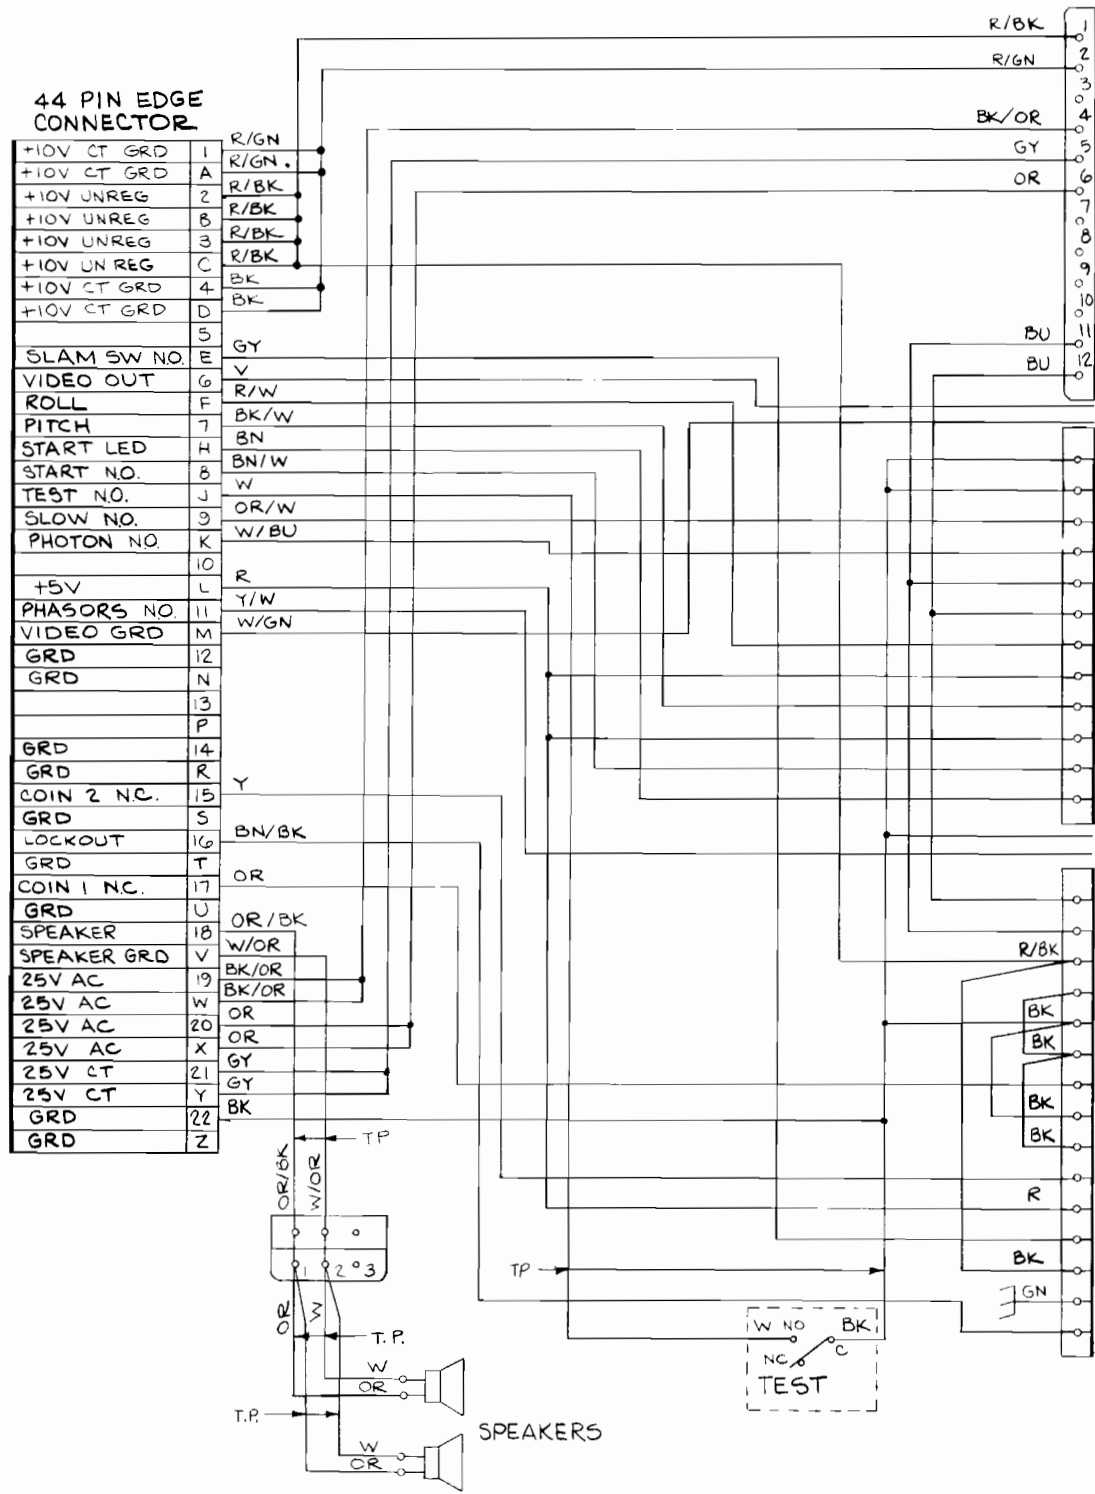 44 PIN EDGE
CONNECTOR
+10V CT GRD 1 R/GN
+10V CT GRD A R/GN.
+10V UNREG 2 R/BK
+10V UNREG B R/BK
+10V UNREG 3 R/BK
+10V UN REG C R/BK
+10V CT GRD 4 BK
+10V CT GRD D BK
5
SLAM SW NO. E GY
VIDEO OUT 6 V
ROLL F R/W
PITCH 7 BK/W
START LED H BN
START N.O. 8 BN/W
TEST N.O. J W
SLOW N.O. 9 OR/W
PHOTON NO. K W/BU
10
+5V L R
PHASORS NO. 11 Y/W
VIDEO GRD M W/GN
GRD 12
GRD N
13
P
GRD 14
GRD R
COIN 2 N.C. 15 Y
GRD S
LOCKOUT 16 BN/BK
GRD T
COIN 1 N.C. 17 OR
GRD U
SPEAKER 18 OR/BK
SPEAKER GRD V W/OR
25V AC 19 BK/OR
25V AC W BK/OR
25V AC 20 OR
25V AC X OR
25V CT 21 GY
25V CT Y GY
GRD 22 BK
GRD Z
R/BK 1
R/GN 2
3
BK/OR 4
GY 5
OR 6
7
8
9
10
BU 11
BU 12
R/BK
BK
BK
BK
BK
R
BK
GN
TP
OR/BK
W/OR
1 2 3
OR
W
T.P.
W
OR
T.P.
W
OR
SPEAKERS
TP
W NO BK
NC C
TEST